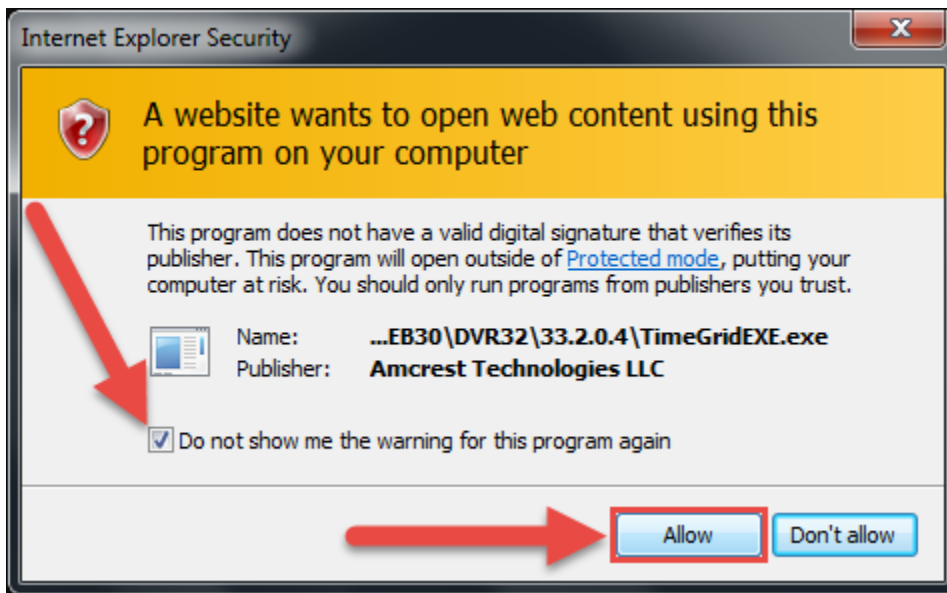 Internet Explorer Security
A website wants to open web content using this
program on your computer
This program does not have a valid digital signature that verifies its
publisher. This program will open outside of Protected mode, putting your
computer at risk. You should only run programs from publishers you trust.
Name: ...EB30\DVR32\33.2.0.4\TimeGridEXE.exe
Publisher: Amcrest Technologies LLC
Do not show me the warning for this program again
Allow Don't allow